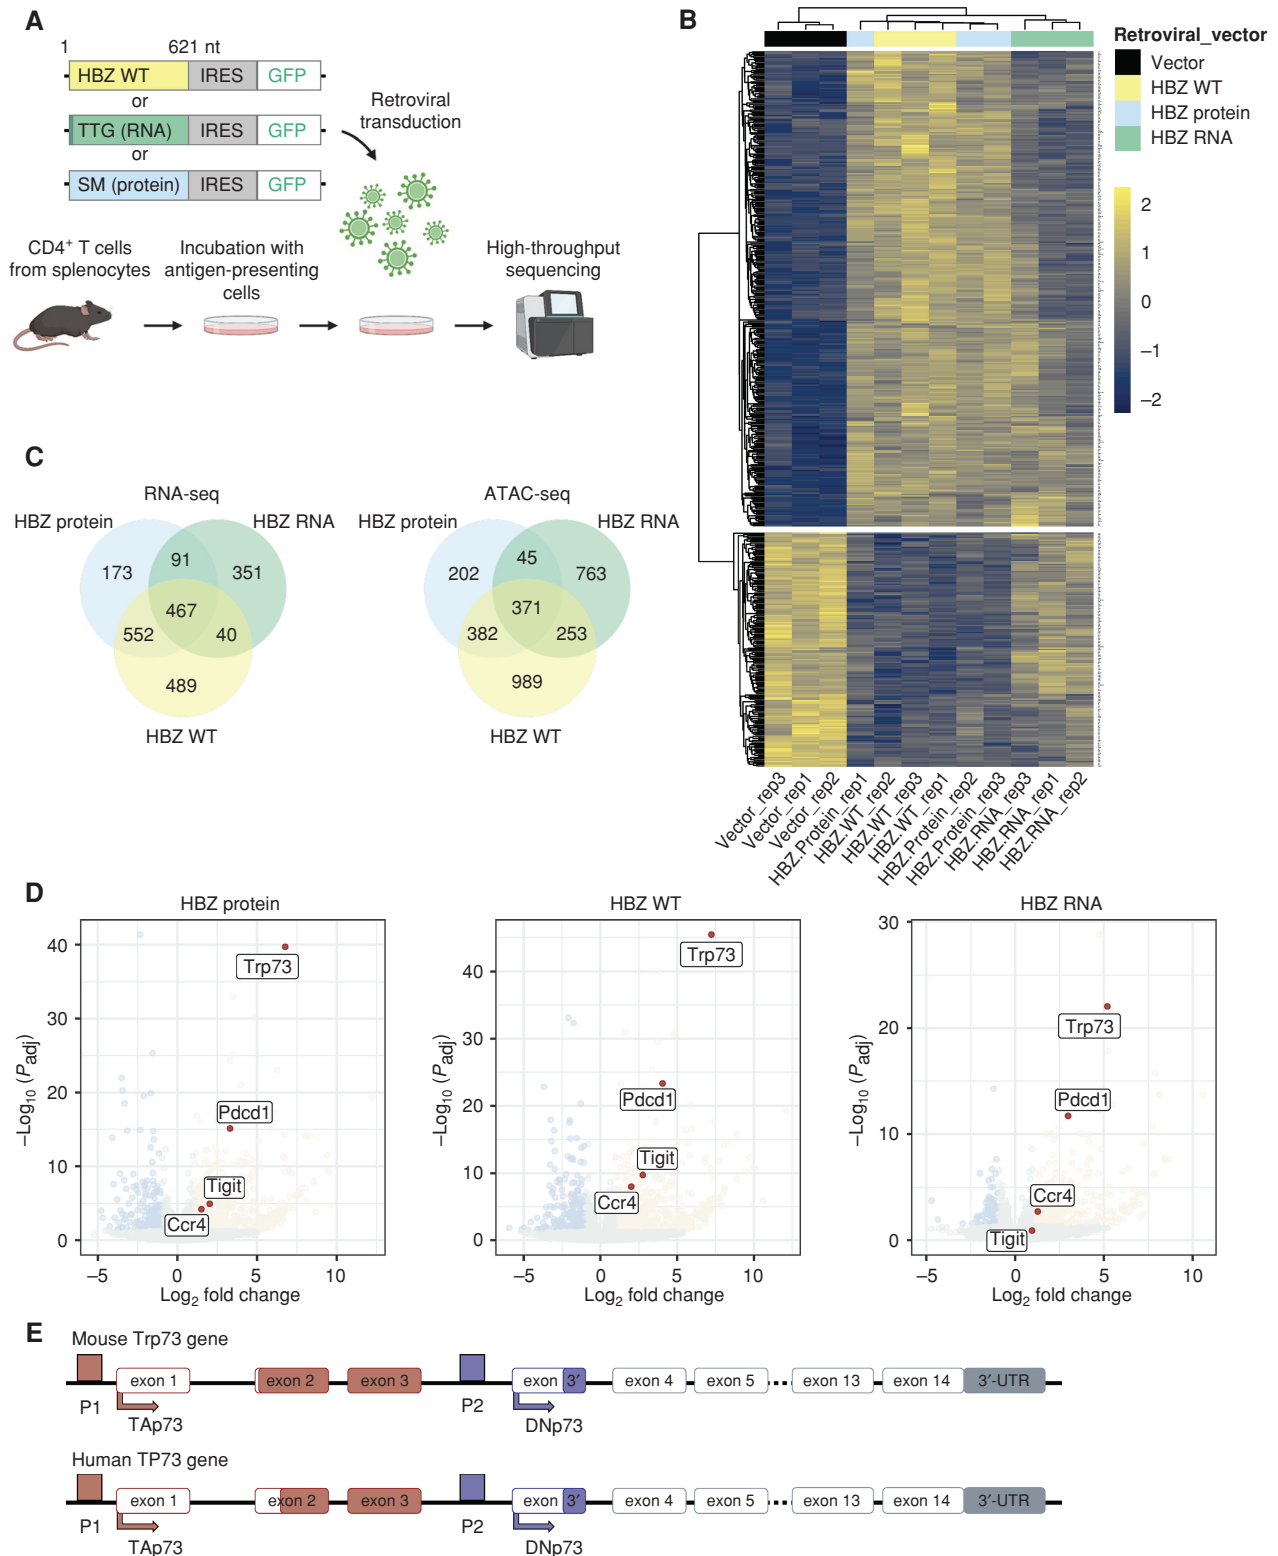 A
1
621 nt
HBZ WT
IRES
GFP
or
TTG (RNA)
IRES
GFP
or
SM (protein)
IRES
GFP
Retroviral
transduction
CD4⁺ T cells
from splenocytes
Incubation with
antigen-presenting
cells
High-throughput
sequencing
B
Retroviral_vector
Vector
HBZ WT
HBZ protein
HBZ RNA
2
1
0
−1
−2
Vector_rep3
Vector_rep1
Vector_rep2
HBZ.Protein_rep1
HBZ.WT_rep2
HBZ.WT_rep3
HBZ.WT_rep1
HBZ.Protein_rep2
HBZ.Protein_rep3
HBZ.RNA_rep3
HBZ.RNA_rep1
HBZ.RNA_rep2
C
RNA-seq
HBZ protein
HBZ RNA
173
91
351
467
552
40
489
HBZ WT
ATAC-seq
HBZ protein
HBZ RNA
202
45
763
371
382
253
989
HBZ WT
D
HBZ protein
−Log₁₀ (Padj)
40
30
20
10
0
Trp73
Pdcd1
Tigit
Ccr4
−5
0
5
10
Log₂ fold change
HBZ WT
−Log₁₀ (Padj)
40
30
20
10
0
Trp73
Pdcd1
Tigit
Ccr4
−5
0
5
10
Log₂ fold change
HBZ RNA
−Log₁₀ (Padj)
30
20
10
0
Trp73
Pdcd1
Ccr4
Tigit
−5
0
5
10
Log₂ fold change
E
Mouse Trp73 gene
exon 1
exon 2
exon 3
exon 3′
exon 4
exon 5
exon 13
exon 14
3′-UTR
P1
TAp73
P2
DNp73
Human TP73 gene
exon 1
exon 2
exon 3
exon 3′
exon 4
exon 5
exon 13
exon 14
3′-UTR
P1
TAp73
P2
DNp73